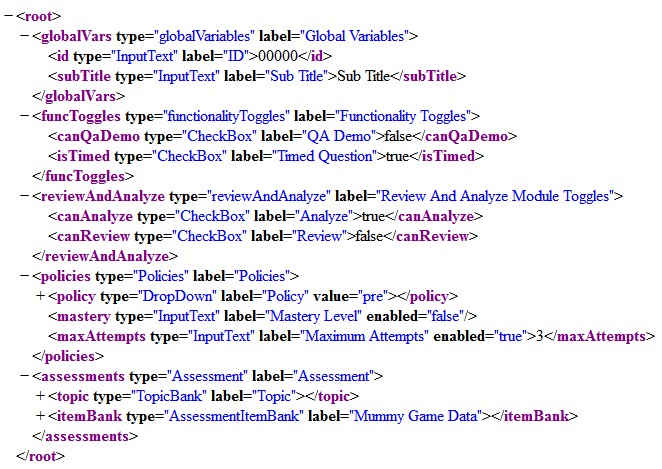 −<root>
−<globalVars type="globalVariables" label="Global Variables">
<id type="InputText" label="ID">00000</id>
<subTitle type="InputText" label="Sub Title">Sub Title</subTitle>
</globalVars>
−<funcToggles type="functionalityToggles" label="Functionality Toggles">
<canQaDemo type="CheckBox" label="QA Demo">false</canQaDemo>
<isTimed type="CheckBox" label="Timed Question">true</isTimed>
</funcToggles>
−<reviewAndAnalyze type="reviewAndAnalyze" label="Review And Analyze Module Toggles">
<canAnalyze type="CheckBox" label="Analyze">true</canAnalyze>
<canReview type="CheckBox" label="Review">false</canReview>
</reviewAndAnalyze>
−<policies type="Policies" label="Policies">
+<policy type="DropDown" label="Policy" value="pre"></policy>
<mastery type="InputText" label="Mastery Level" enabled="false"/>
<maxAttempts type="InputText" label="Maximum Attempts" enabled="true">3</maxAttempts>
</policies>
−<assessments type="Assessment" label="Assessment">
+<topic type="TopicBank" label="Topic"></topic>
+<itemBank type="AssessmentItemBank" label="Mummy Game Data"></itemBank>
</assessments>
</root>